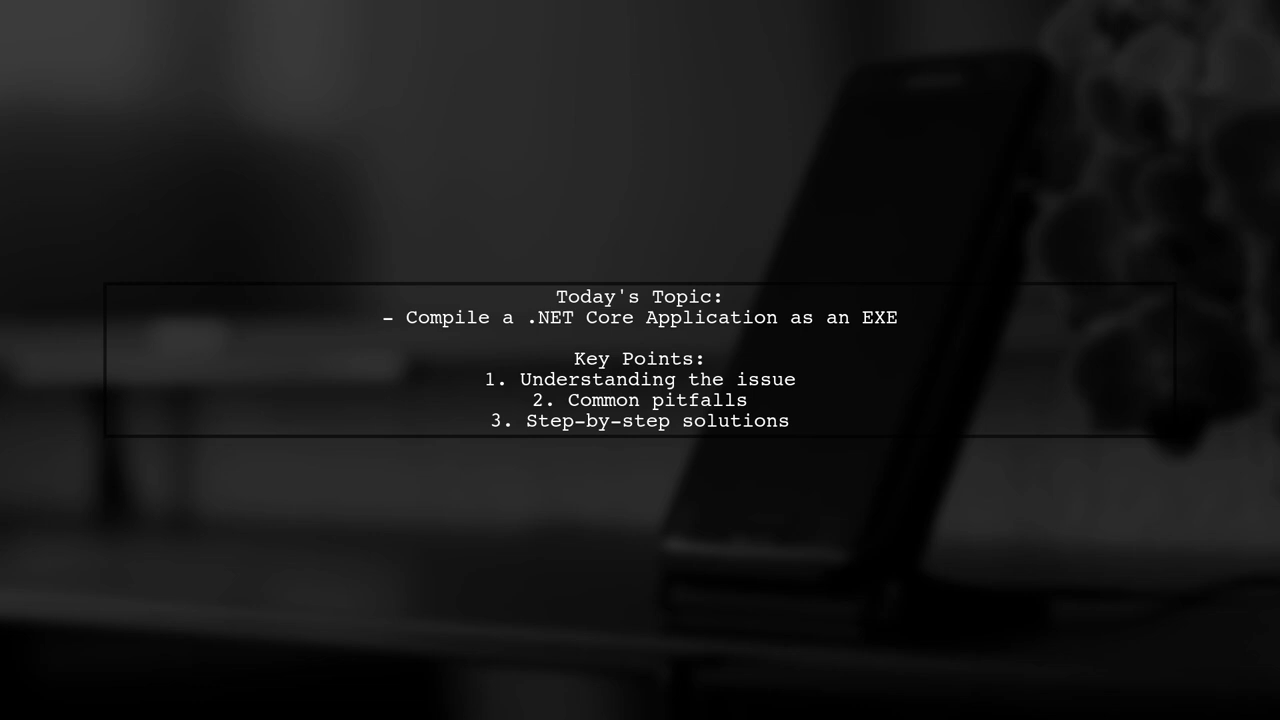 Today's Topic:
- Compile a .NET Core Application as an EXE
Key Points:
1. Understanding the issue
2. Common pitfalls
3. Step-by-step solutions